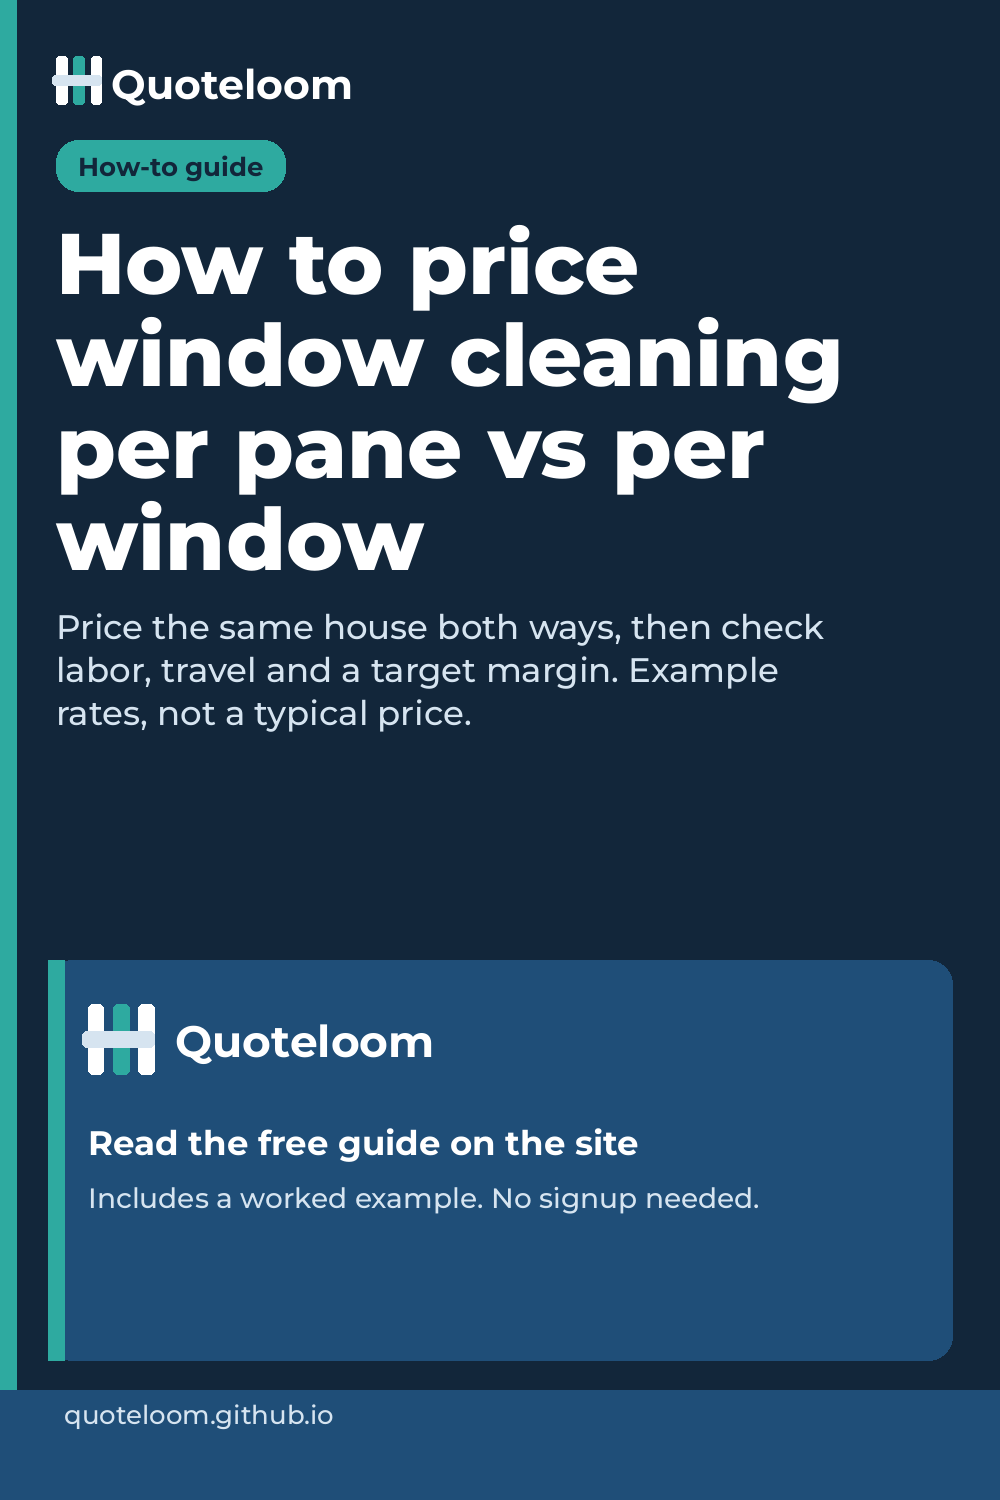 Quoteloom
How-to guide
How to price
window cleaning
per pane vs per
window
Price the same house both ways, then check
labor, travel and a target margin. Example
rates, not a typical price.
Quoteloom
Read the free guide on the site
Includes a worked example. No signup needed.
quoteloom.github.io